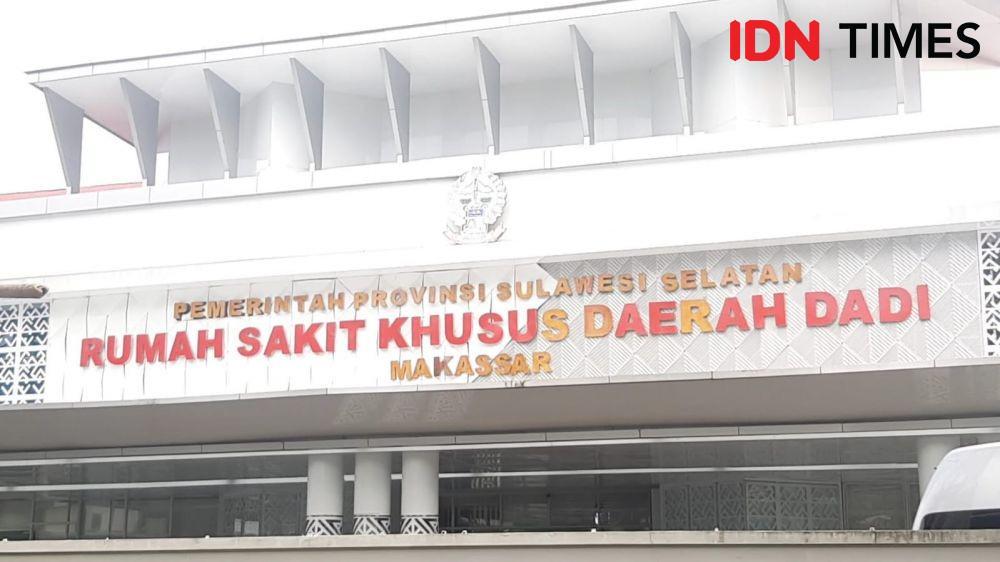 IDN TIMES
PEMERINTAH PROVINSI SULAWESI SELATAN
RUMAH SAKIT KHUSUS DAERAH DADI
MAKASSAR